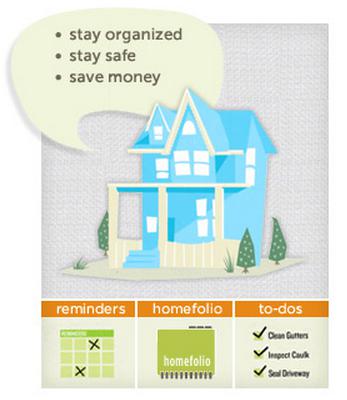 • stay organized
• stay safe
• save money
reminders homefolio to-dos
REMINDERS
homefolio
Clean Gutters
Inspect Caulk
Seal Driveway